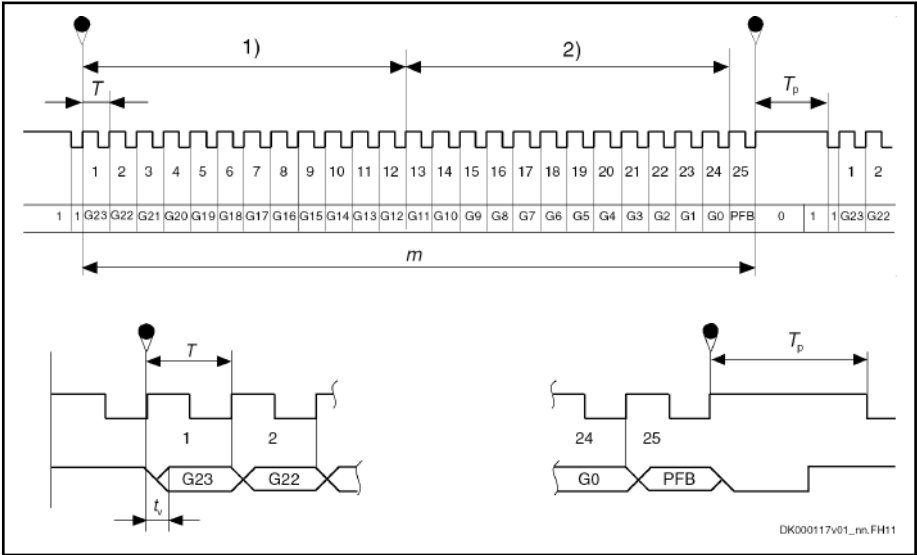 1) 2)
T Tp
1 2 3 4 5 6 7 8 9 10 11 12 13 14 15 16 17 18 19 20 21 22 23 24 25 1 2
1 1 G23 G22 G21 G20 G19 G18 G17 G16 G15 G14 G13 G12 G11 G10 G9 G8 G7 G6 G5 G4 G3 G2 G1 G0 PFB 0 1 1 G23 G22
m
T Tp
1 2 24 25
G23 G22 G0 PFB
tv
DK000117v01_nn.FH11